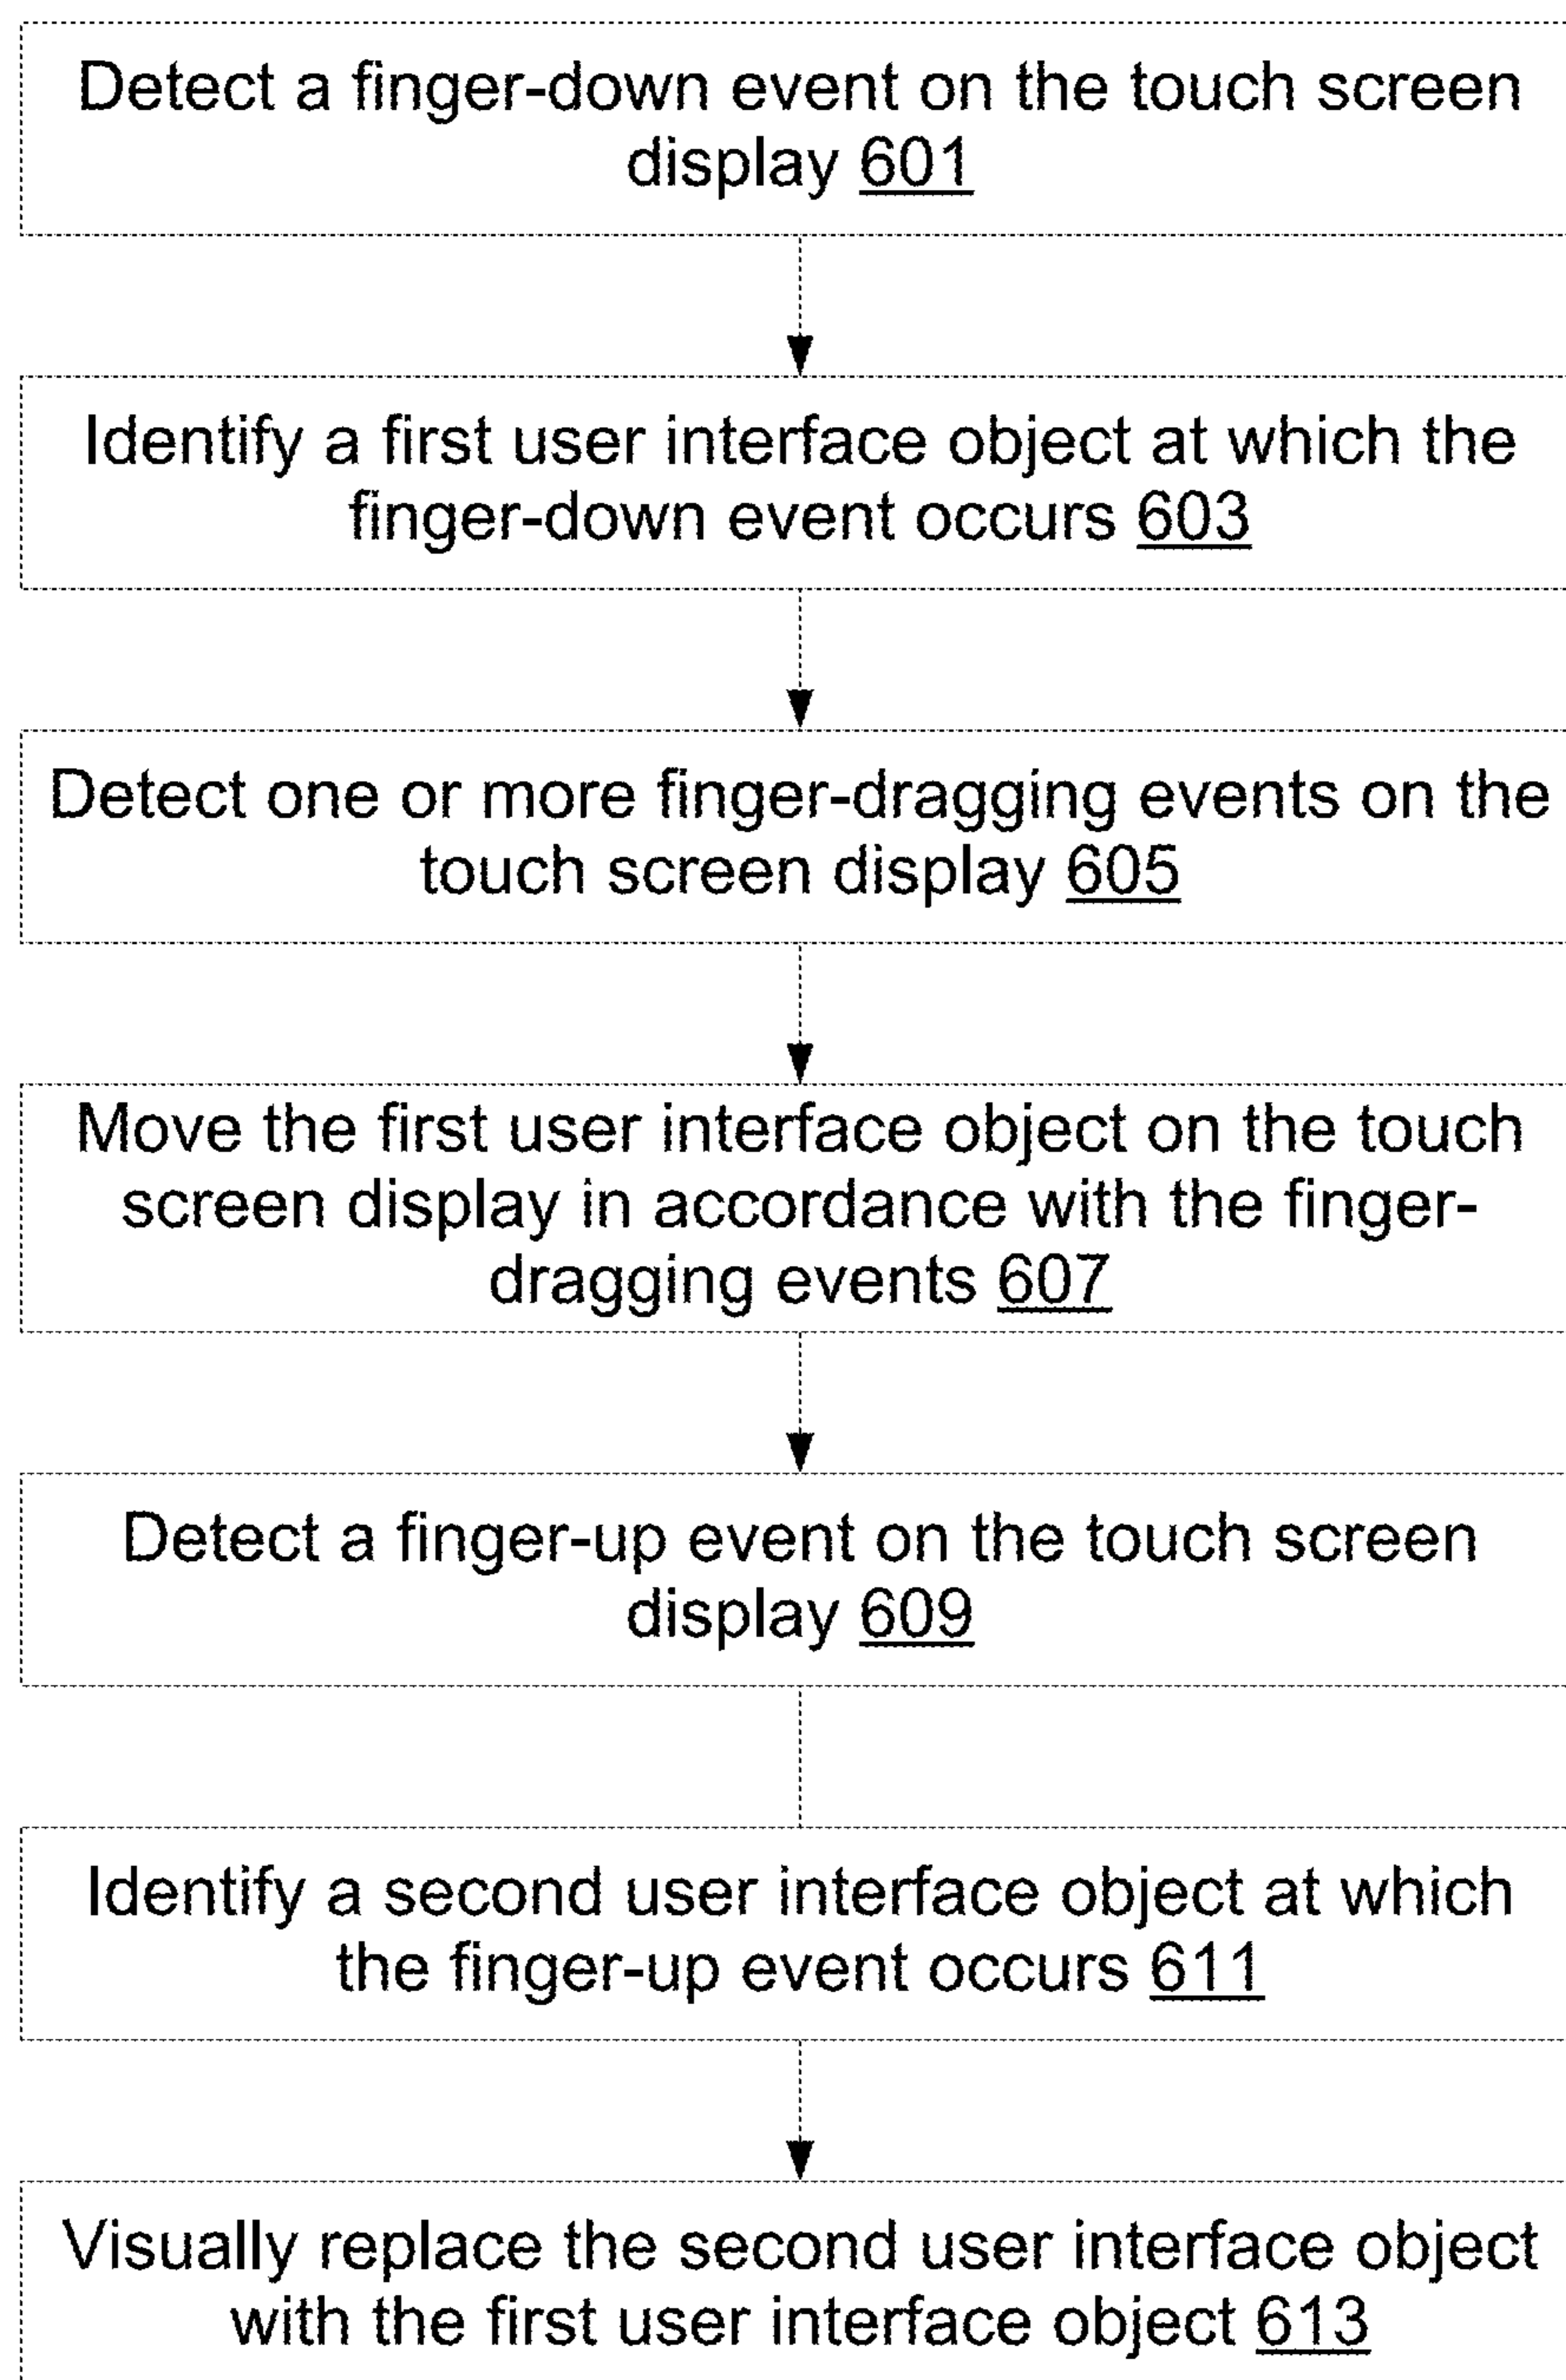 Detect a finger-down event on the touch screen
display 601
Identify a first user interface object at which the
finger-down event occurs 603
Detect one or more finger-dragging events on the
touch screen display 605
Move the first user interface object on the touch
screen display in accordance with the finger-
dragging events 607
Detect a finger-up event on the touch screen
display 609
Identify a second user interface object at which
the finger-up event occurs 611
Visually replace the second user interface object
with the first user interface object 613